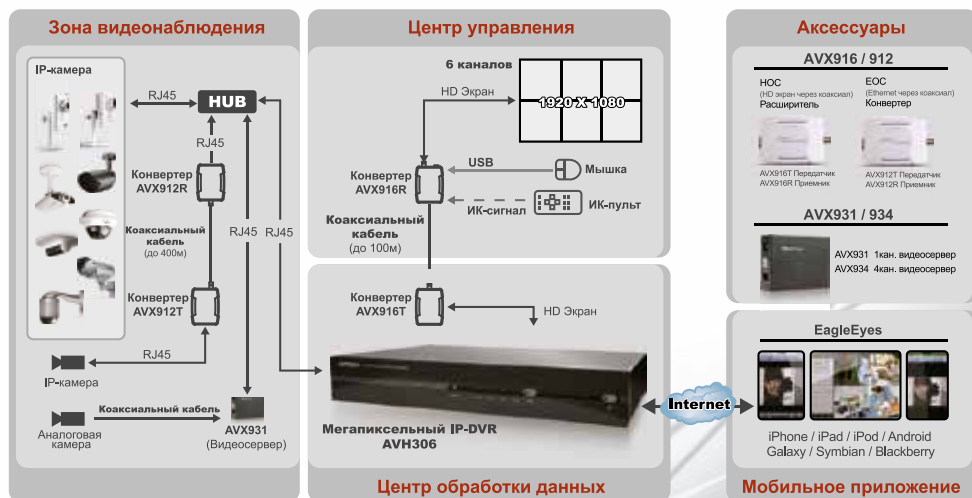 Зона видеонаблюдения
IP-камера
RJ45
HUB
RJ45
Конвертер
AVX912R
Коаксиальный
кабель
(до 400м)
RJ45
RJ45
Конвертер
AVX912T
RJ45
IP-камера
Коаксиальный кабель
Аналоговая
камера
AVX931
(Видеосервер)
Центр управления
6 каналов
HD Экран
1920 X 1080
Конвертер
AVX916R
USB
Мышка
ИК-сигнал
ИК-пульт
Коаксиальный
кабель
(до 100м)
Конвертер
AVX916T
HD Экран
Мегапиксельный IP-DVR
AVH306
Центр обработки данных
Internet
Аксессуары
AVX916 / 912
HOC
(HD экран через коаксиал)
Расширитель
EOC
(Ethernet через коаксиал)
Конвертер
AVX916T Передатчик
AVX916R Приемник
AVX912T Передатчик
AVX912R Приемник
AVX931 / 934
AVX931 1кан. видеосервер
AVX934 4кан. видеосервер
EagleEyes
iPhone / iPad / iPod / Android
Galaxy / Symbian / Blackberry
Мобильное приложение